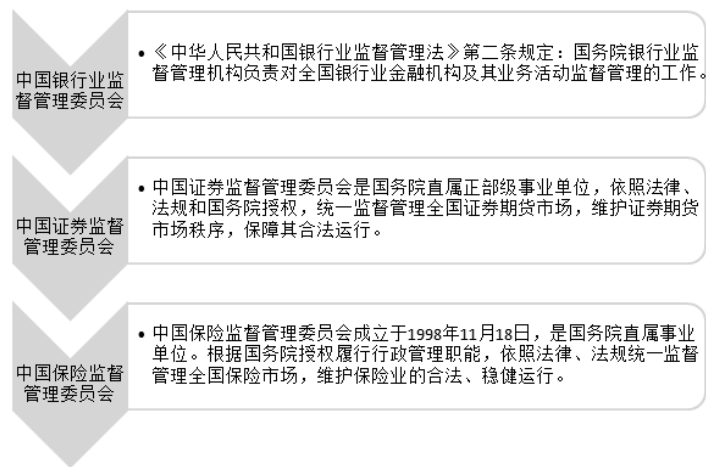 中国银行业监
督管理委员会
• 《中华人民共和国银行业监督管理法》第二条规定：国务院银行业监
督管理机构负责对全国银行业金融机构及其业务活动监督管理的工作。
中国证券监督
管理委员会
• 中国证券监督管理委员会是国务院直属正部级事业单位，依照法律、
法规和国务院授权，统一监督管理全国证券期货市场，维护证券期货
市场秩序，保障其合法运行。
中国保险监督
管理委员会
• 中国保险监督管理委员会成立于1998年11月18日，是国务院直属事业
单位。根据国务院授权履行行政管理职能，依照法律、法规统一监督
管理全国保险市场，维护保险业的合法、稳健运行。